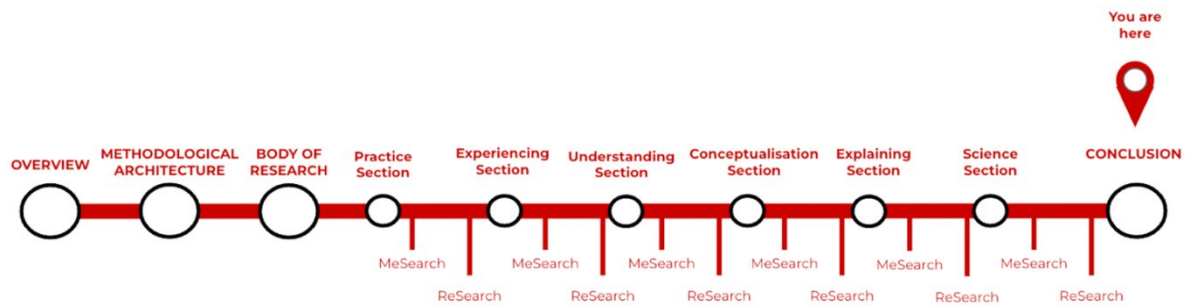 You are
here
OVERVIEW
METHODOLOGICAL
ARCHITECTURE
BODY OF
RESEARCH
Practice
Section
Experiencing
Section
Understanding
Section
Conceptualisation
Section
Explaining
Section
Science
Section
CONCLUSION
MeSearch
ReSearch
MeSearch
ReSearch
MeSearch
ReSearch
MeSearch
ReSearch
MeSearch
ReSearch
MeSearch
ReSearch